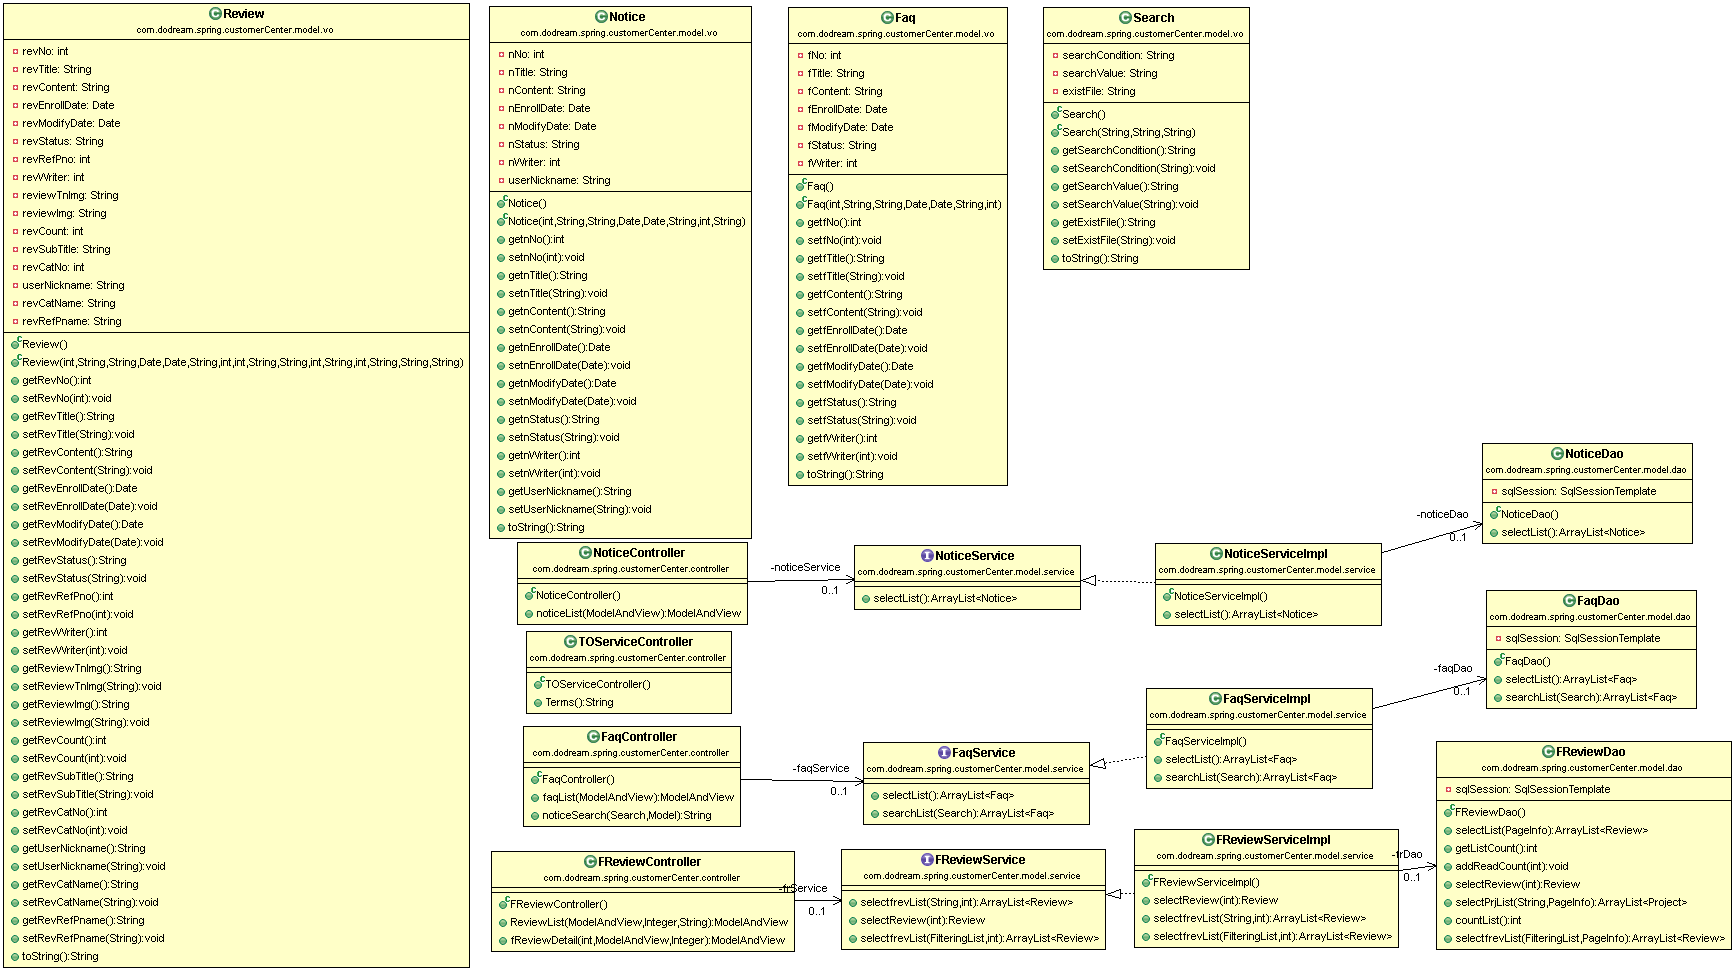 Review
com.dodream.spring.customerCenter.model.vo
revNo: int
revTitle: String
revContent: String
revEnrollDate: Date
revModifyDate: Date
revStatus: String
revRefPno: int
revWriter: int
reviewTnImg: String
reviewImg: String
revCount: int
revSubTitle: String
revCatNo: int
userNickname: String
revCatName: String
revRefPname: String
Review()
Review(int,String,String,Date,Date,String,int,int,String,String,int,String,int,String,String,String)
getRevNo():int
setRevNo(int):void
getRevTitle():String
setRevTitle(String):void
getRevContent():String
setRevContent(String):void
getRevEnrollDate():Date
setRevEnrollDate(Date):void
getRevModifyDate():Date
setRevModifyDate(Date):void
getRevStatus():String
setRevStatus(String):void
getRevRefPno():int
setRevRefPno(int):void
getRevWriter():int
setRevWriter(int):void
getReviewTnImg():String
setReviewTnImg(String):void
getReviewImg():String
setReviewImg(String):void
getRevCount():int
setRevCount(int):void
getRevSubTitle():String
setRevSubTitle(String):void
getRevCatNo():int
setRevCatNo(int):void
getUserNickname():String
setUserNickname(String):void
getRevCatName():String
setRevCatName(String):void
getRevRefPname():String
setRevRefPname(String):void
toString():String
Notice
com.dodream.spring.customerCenter.model.vo
nNo: int
nTitle: String
nContent: String
nEnrollDate: Date
nModifyDate: Date
nStatus: String
nWriter: int
userNickname: String
Notice()
Notice(int,String,String,Date,Date,String,int,String)
getnNo():int
setnNo(int):void
getnTitle():String
setnTitle(String):void
getnContent():String
setnContent(String):void
getnEnrollDate():Date
setnEnrollDate(Date):void
getnModifyDate():Date
setnModifyDate(Date):void
getnStatus():String
setnStatus(String):void
getnWriter():int
setnWriter(int):void
getUserNickname():String
setUserNickname(String):void
toString():String
Faq
com.dodream.spring.customerCenter.model.vo
fNo: int
fTitle: String
fContent: String
fEnrollDate: Date
fModifyDate: Date
fStatus: String
fWriter: int
Faq()
Faq(int,String,String,Date,Date,String,int)
getfNo():int
setfNo(int):void
getfTitle():String
setfTitle(String):void
getfContent():String
setfContent(String):void
getfEnrollDate():Date
setfEnrollDate(Date):void
getfModifyDate():Date
setfModifyDate(Date):void
getfStatus():String
setfStatus(String):void
getfWriter():int
setfWriter(int):void
toString():String
Search
com.dodream.spring.customerCenter.model.vo
searchCondition: String
searchValue: String
existFile: String
Search()
Search(String,String,String)
getSearchCondition():String
setSearchCondition(String):void
getSearchValue():String
setSearchValue(String):void
getExistFile():String
setExistFile(String):void
toString():String
NoticeController
com.dodream.spring.customerCenter.controller
NoticeController()
noticeList(ModelAndView):ModelAndView
-noticeService
0..1
NoticeService
com.dodream.spring.customerCenter.model.service
selectList():ArrayList<Notice>
NoticeServiceImpl
com.dodream.spring.customerCenter.model.service
NoticeServiceImpl()
selectList():ArrayList<Notice>
-noticeDao
0..1
NoticeDao
com.dodream.spring.customerCenter.model.dao
sqlSession: SqlSessionTemplate
NoticeDao()
selectList():ArrayList<Notice>
TOServiceController
com.dodream.spring.customerCenter.controller
TOServiceController()
Terms():String
FaqController
com.dodream.spring.customerCenter.controller
FaqController()
faqList(ModelAndView):ModelAndView
noticeSearch(Search,Model):String
-faqService
0..1
FaqService
com.dodream.spring.customerCenter.model.service
selectList():ArrayList<Faq>
searchList(Search):ArrayList<Faq>
FaqServiceImpl
com.dodream.spring.customerCenter.model.service
FaqServiceImpl()
selectList():ArrayList<Faq>
searchList(Search):ArrayList<Faq>
-faqDao
0..1
FaqDao
com.dodream.spring.customerCenter.model.dao
sqlSession: SqlSessionTemplate
FaqDao()
selectList():ArrayList<Faq>
searchList(Search):ArrayList<Faq>
FReviewController
com.dodream.spring.customerCenter.controller
FReviewController()
ReviewList(ModelAndView,Integer,String):ModelAndView
fReviewDetail(int,ModelAndView,Integer):ModelAndView
-frService
0..1
FReviewService
com.dodream.spring.customerCenter.model.service
selectfrevList(String,int):ArrayList<Review>
selectReview(int):Review
selectfrevList(FilteringList,int):ArrayList<Review>
FReviewServiceImpl
com.dodream.spring.customerCenter.model.service
FReviewServiceImpl()
selectReview(int):Review
selectfrevList(String,int):ArrayList<Review>
selectfrevList(FilteringList,int):ArrayList<Review>
-frDao
0..1
FReviewDao
com.dodream.spring.customerCenter.model.dao
sqlSession: SqlSessionTemplate
FReviewDao()
selectList(PageInfo):ArrayList<Review>
getListCount():int
addReadCount(int):void
selectReview(int):Review
selectPrjList(String,PageInfo):ArrayList<Project>
countList():int
selectfrevList(FilteringList,PageInfo):ArrayList<Review>